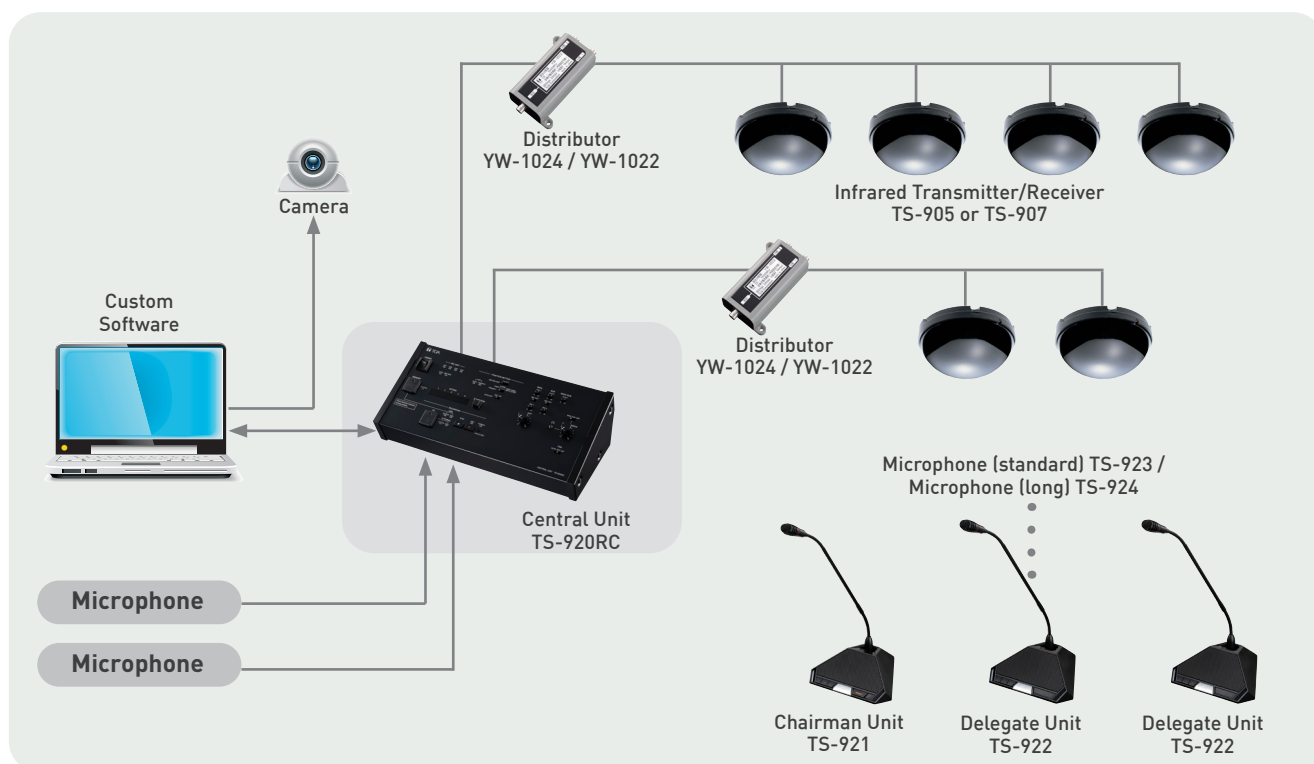 Distributor
YW-1024 / YW-1022
Infrared Transmitter/Receiver
TS-905 or TS-907
Camera
Custom
Software
Distributor
YW-1024 / YW-1022
Central Unit
TS-920RC
Microphone (standard) TS-923 /
Microphone (long) TS-924
Microphone
Microphone
Chairman Unit
TS-921
Delegate Unit
TS-922
Delegate Unit
TS-922